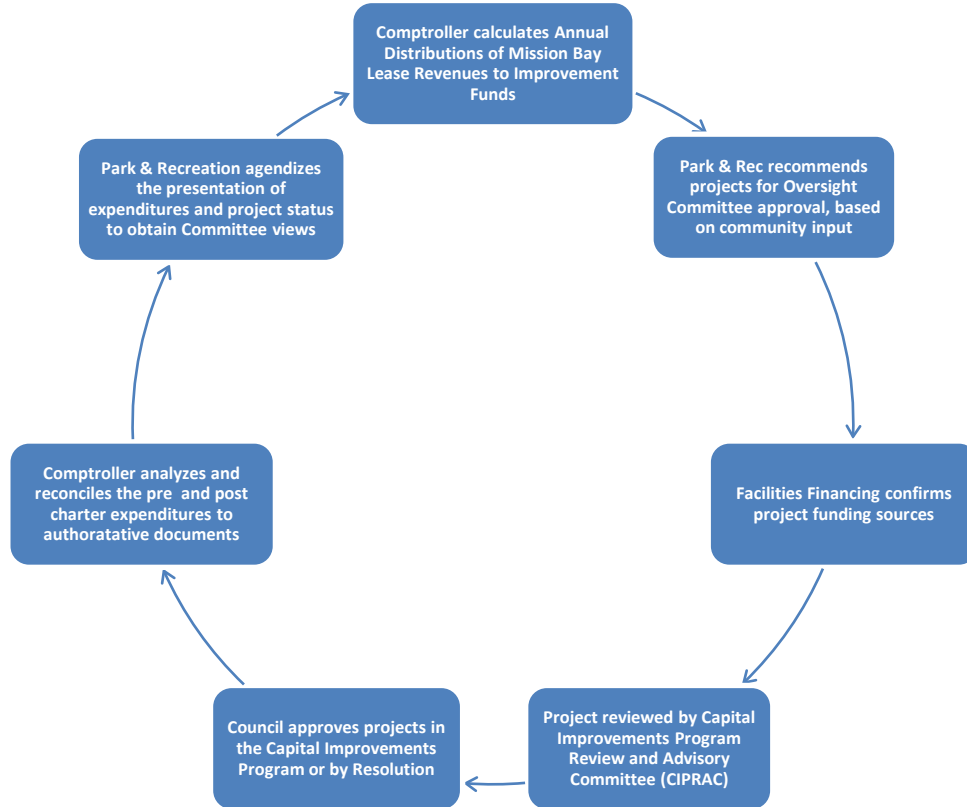 Comptroller calculates Annual
Distributions of Mission Bay
Lease Revenues to Improvement
Funds
Park & Rec recommends
projects for Oversight
Committee approval, based
on community input
Facilities Financing confirms
project funding sources
Project reviewed by Capital
Improvements Program
Review and Advisory
Committee (CIPRAC)
Council approves projects in
the Capital Improvements
Program or by Resolution
Comptroller analyzes and
reconciles the pre and post
charter expenditures to
authoratative documents
Park & Recreation agendizes
the presentation of
expenditures and project status
to obtain Committee views